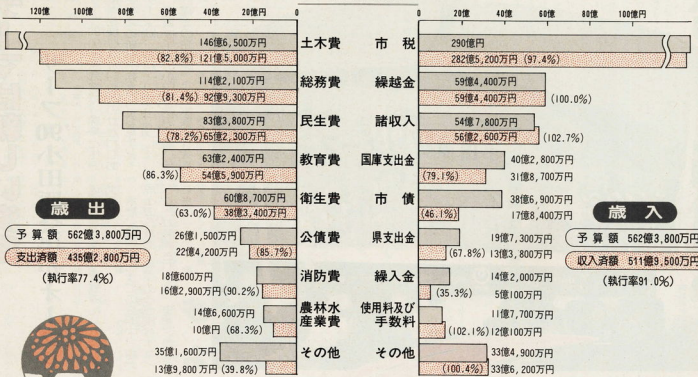 120億 100億 80億 60億 40億 20億円 0
0 20億円 40億 60億 80億 100億円
146億6,500万円 土木費 市税 290億円
(82.8%) 121億5,000万円 282億5,200万円 (97.4%)
114億2,100万円 総務費 繰越金 59億4,400万円
(81.4%) 92億9,300万円 59億4,400万円 (100.0%)
83億3,800万円 民生費 諸収入 54億7,800万円
(78.2%) 65億2,300万円 56億2,600万円 (102.7%)
63億2,400万円 教育費 国庫支出金 40億2,800万円
(86.3%) 54億5,900万円 (79.1%) 31億8,700万円
60億8,700万円 衛生費 市債 38億6,900万円
(63.0%) 38億3,400万円 (46.1%) 17億8,400万円
26億1,500万円 公債費 県支出金 19億7,300万円
22億4,200万円 (85.7%) (67.8%) 13億3,800万円
18億600万円 消防費 繰入金 14億2,000万円
16億2,900万円 (90.2%) (35.3%) 5億100万円
14億6,600万円 農林水産業費 使用料及び手数料 11億7,700万円
10億円 (68.3%) (102.1%) 12億100万円
35億1,600万円 その他 その他 33億4,900万円
13億9,800万円 (39.8%) (100.4%) 33億6,200万円
歳出
予算額 562億3,800万円
支出済額 435億2,800万円
(執行率77.4%)
歳入
予算額 562億3,800万円
収入済額 511億9,500万円
(執行率91.0%)